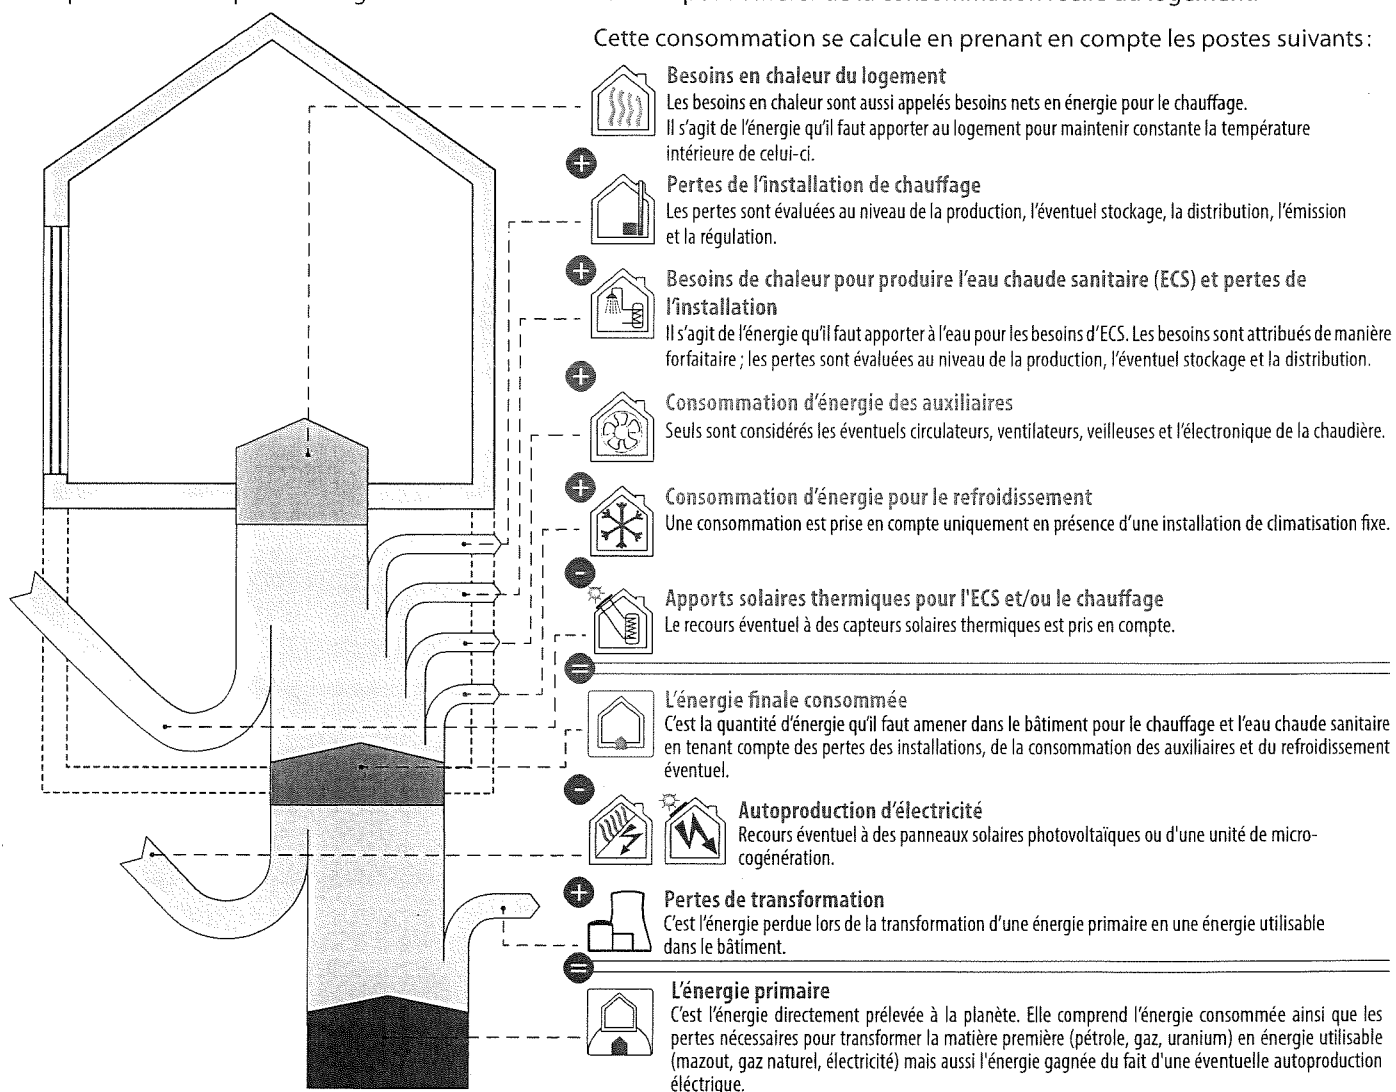 Cette consommation se calcule en prenant en compte les postes suivants :
Besoins en chaleur du logement
Les besoins en chaleur sont aussi appelés besoins nets en énergie pour le chauffage.
Il s'agit de l'énergie qu'il faut apporter au logement pour maintenir constante la température
intérieure de celui-ci.
+
Pertes de l'installation de chauffage
Les pertes sont évaluées au niveau de la production, l'éventuel stockage, la distribution, l'émission
et la régulation.
+
Besoins de chaleur pour produire l'eau chaude sanitaire (ECS) et pertes de
l'installation
Il s'agit de l'énergie qu'il faut apporter à l'eau pour les besoins d'ECS. Les besoins sont attribués de manière
forfaitaire ; les pertes sont évaluées au niveau de la production, l'éventuel stockage et la distribution.
+
Consommation d'énergie des auxiliaires
Seuls sont considérés les éventuels circulateurs, ventilateurs, veilleuses et l'électronique de la chaudière.
+
Consommation d'énergie pour le refroidissement
Une consommation est prise en compte uniquement en présence d'une installation de climatisation fixe.
-
Apports solaires thermiques pour l'ECS et/ou le chauffage
Le recours éventuel à des capteurs solaires thermiques est pris en compte.
=
L'énergie finale consommée
C'est la quantité d'énergie qu'il faut amener dans le bâtiment pour le chauffage et l'eau chaude sanitaire
en tenant compte des pertes des installations, de la consommation des auxiliaires et du refroidissement
éventuel.
-
Autoproduction d'électricité
Recours éventuel à des panneaux solaires photovoltaïques ou d'une unité de micro-
cogénération.
+
Pertes de transformation
C'est l'énergie perdue lors de la transformation d'une énergie primaire en une énergie utilisable
dans le bâtiment.
=
L'énergie primaire
C'est l'énergie directement prélevée à la planète. Elle comprend l'énergie consommée ainsi que les
pertes nécessaires pour transformer la matière première (pétrole, gaz, uranium) en énergie utilisable
(mazout, gaz naturel, électricité) mais aussi l'énergie gagnée du fait d'une éventuelle autoproduction
éléctrique.